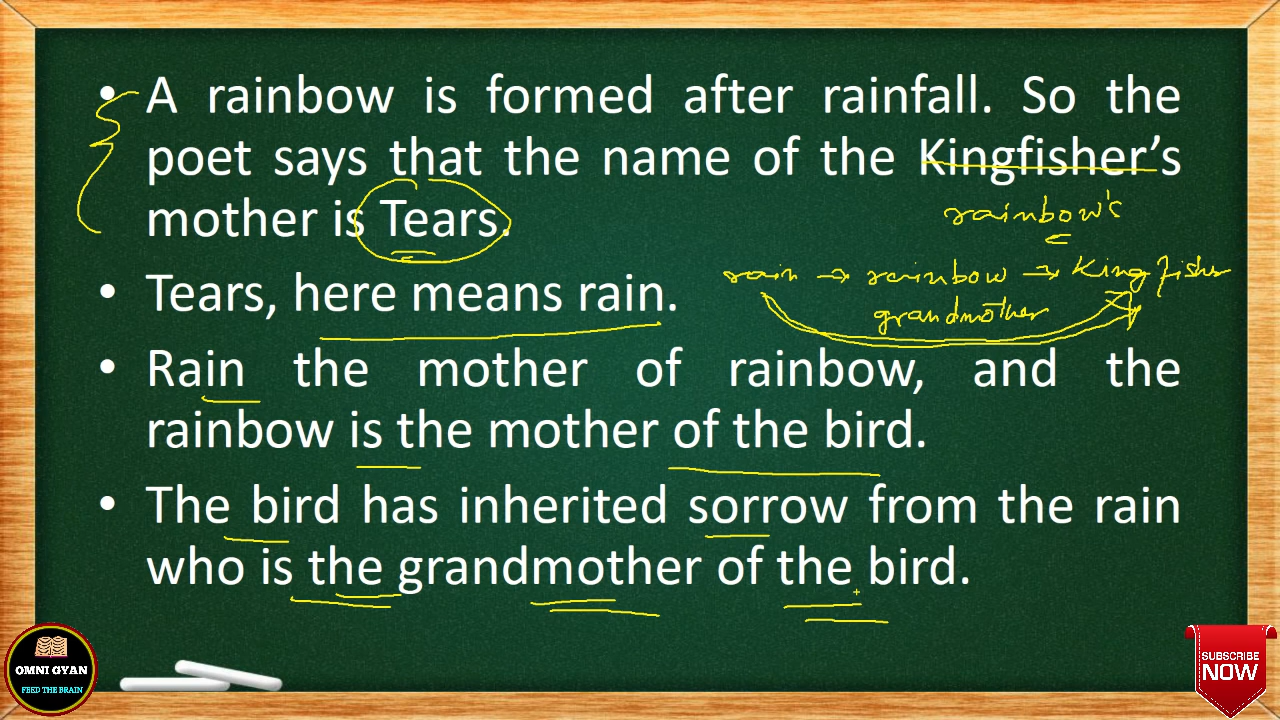 • A rainbow is formed after rainfall. So the
poet says that the name of the Kingfisher's
rainbow's
mother is Tears.
• Tears, here means rain.
rain → rainbow → Kingfisher
grandmother
• Rain the mother of rainbow, and the
rainbow is the mother of the bird.
• The bird has inherited sorrow from the rain
who is the grandmother of the bird.
OMNI GYAN
FEED THE BRAIN
SUBSCRIBE
NOW